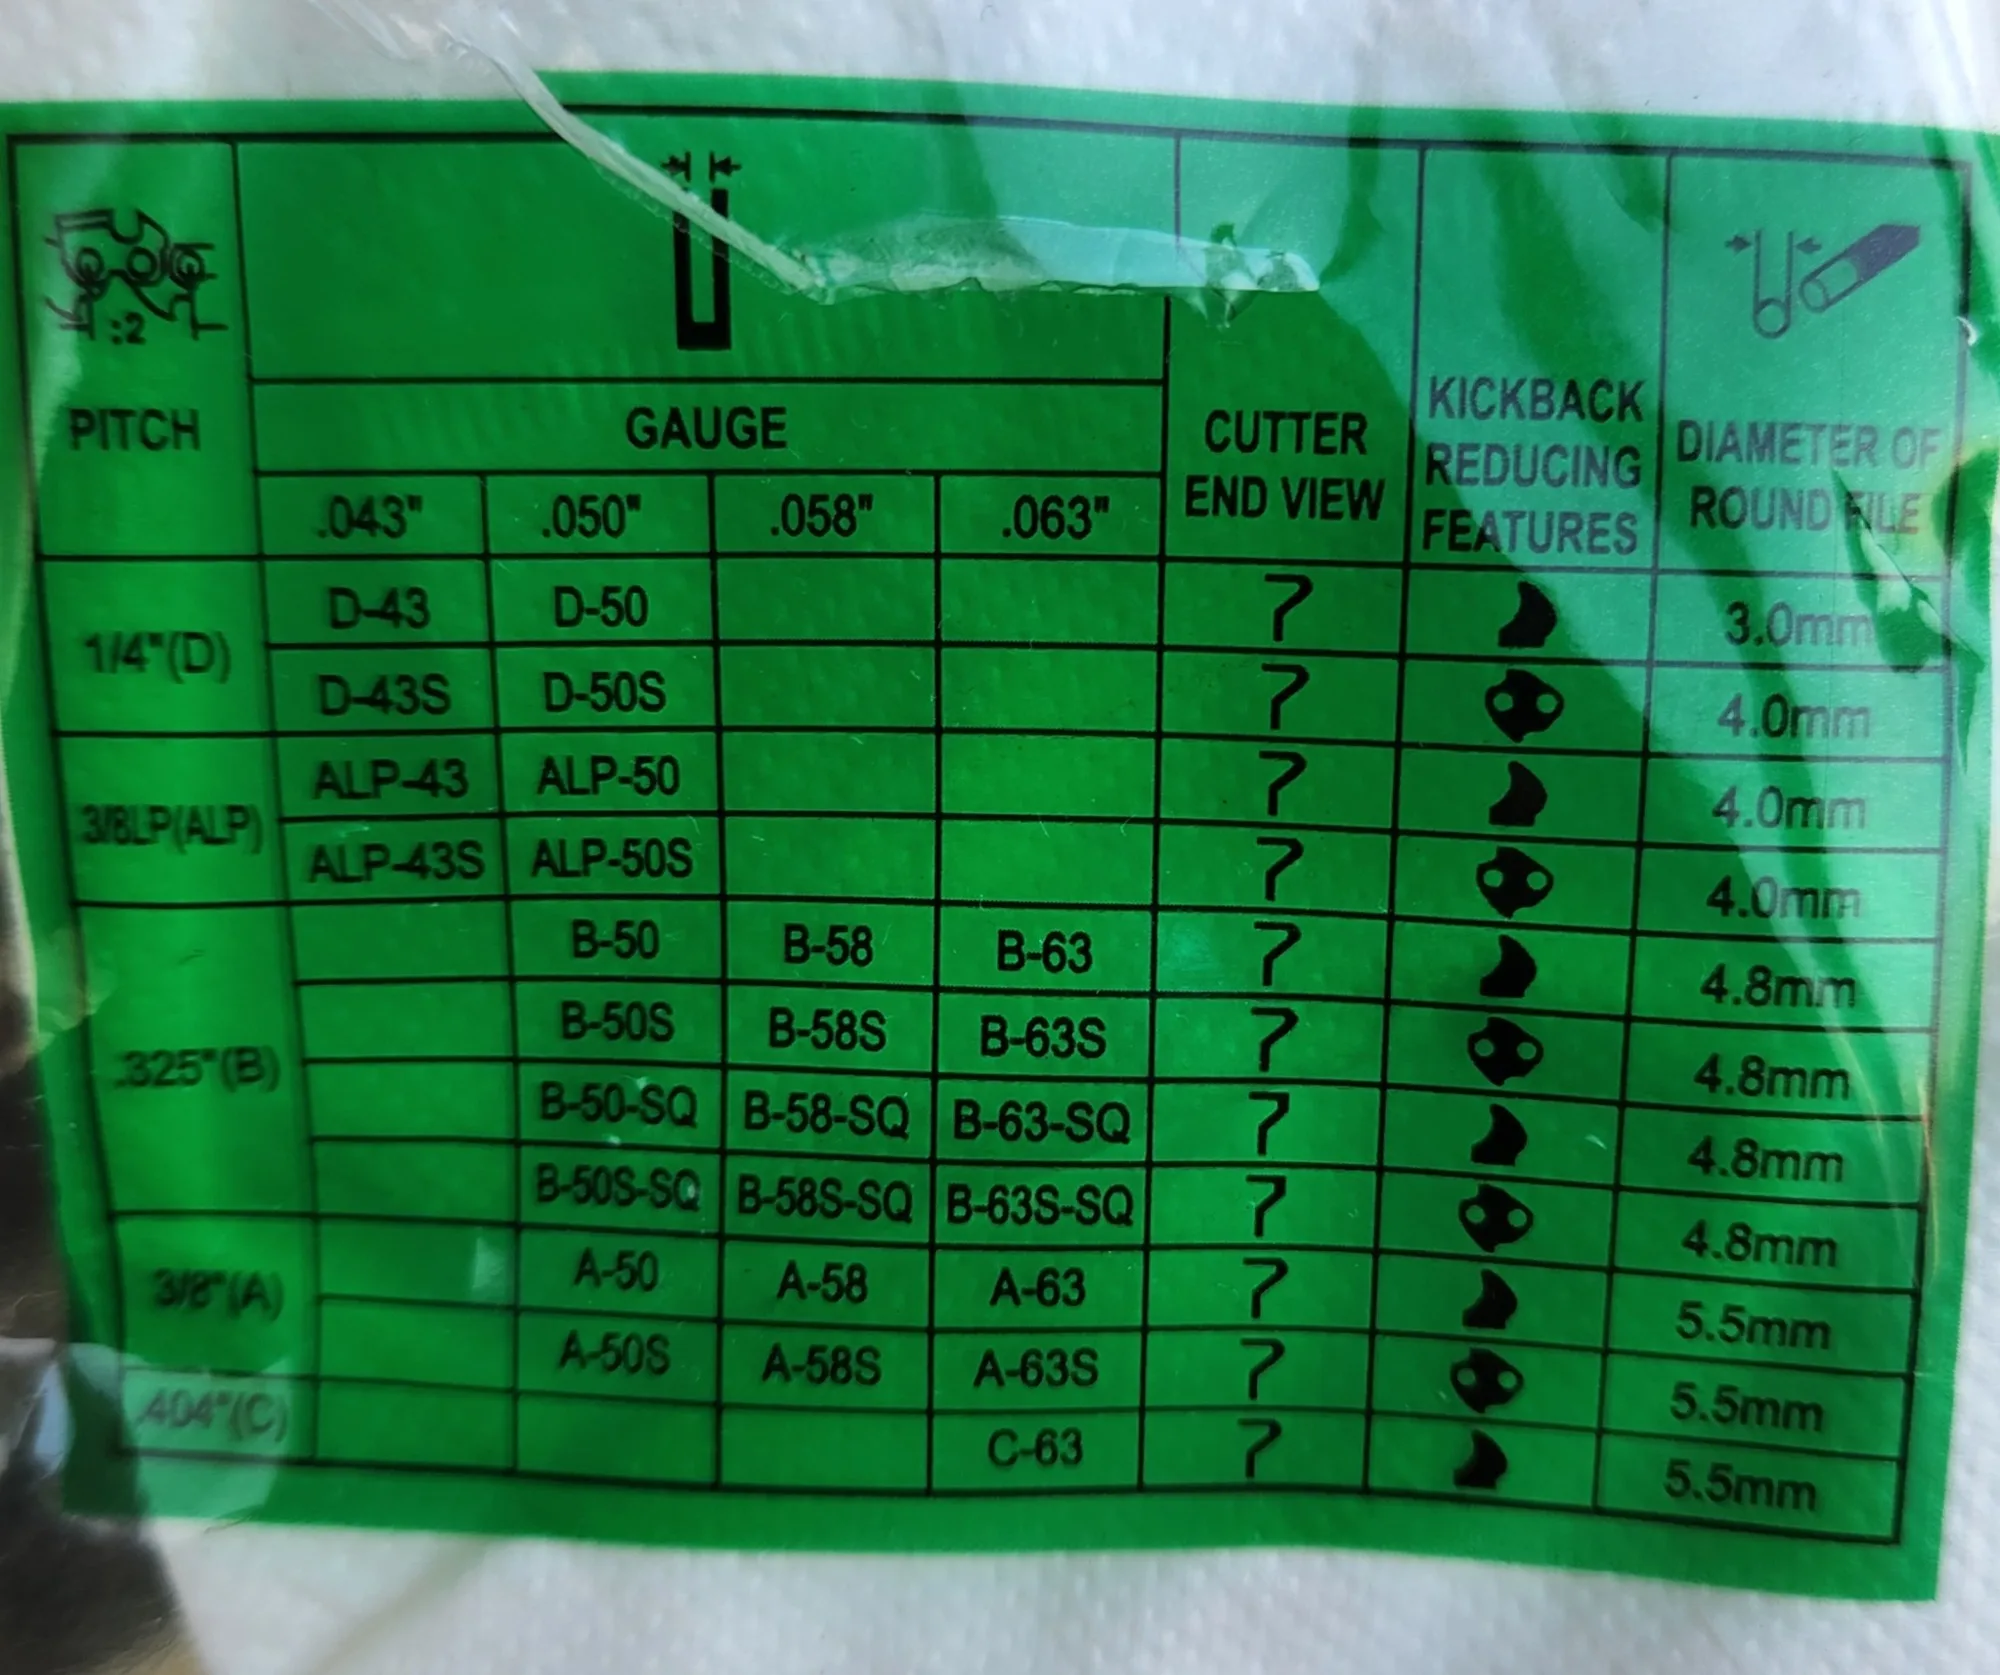 :2
PITCH
GAUGE
.043" .050" .058" .063"
CUTTER
END VIEW
KICKBACK
REDUCING
FEATURES
DIAMETER OF
ROUND FILE
1/4"(D)
D-43 D-50 3.0mm
D-43S D-50S 4.0mm
3/8LP(ALP)
ALP-43 ALP-50 4.0mm
ALP-43S ALP-50S 4.0mm
.325"(B)
B-50 B-58 B-63 4.8mm
B-50S B-58S B-63S 4.8mm
B-50-SQ B-58-SQ B-63-SQ 4.8mm
B-50S-SQ B-58S-SQ B-63S-SQ 4.8mm
3/8"(A)
A-50 A-58 A-63 5.5mm
A-50S A-58S A-63S 5.5mm
.404"(C) C-63 5.5mm